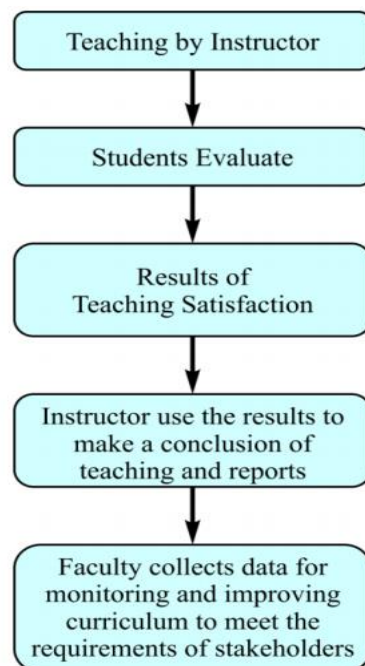 Teaching by Instructor
Students Evaluate
Results of
Teaching Satisfaction
Instructor use the results to
make a conclusion of
teaching and reports
Faculty collects data for
monitoring and improving
curriculum to meet the
requirements of stakeholders